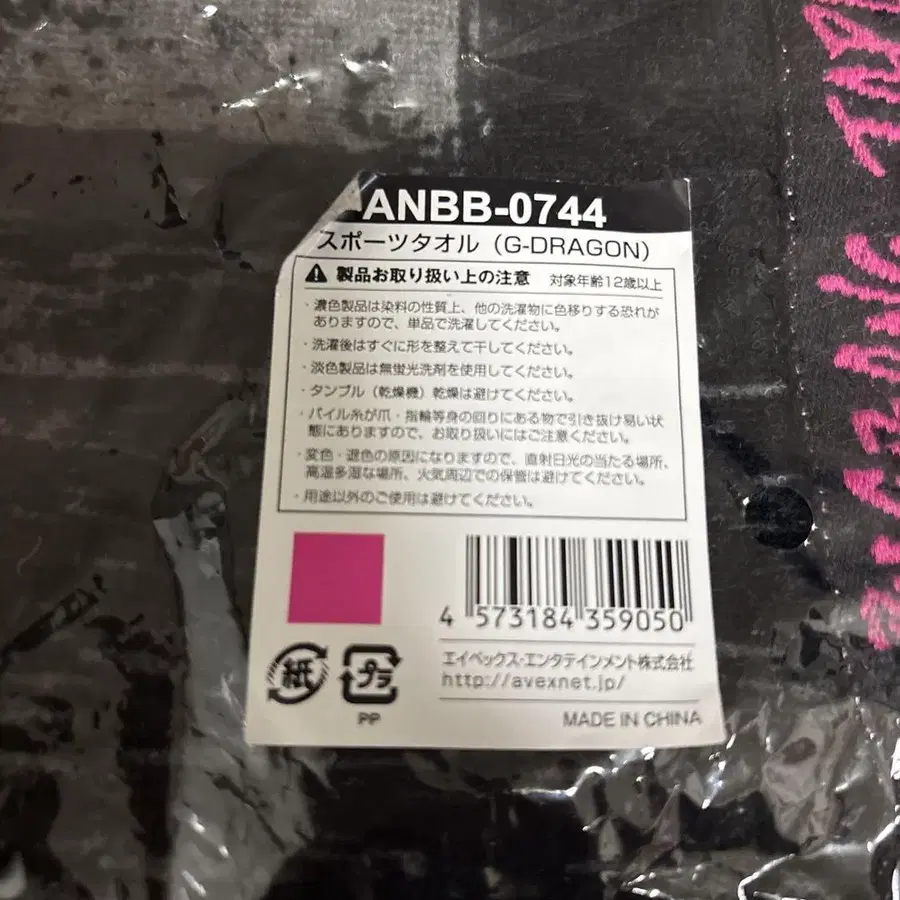 ANBB-0744
スポーツタオル（G-DRAGON）
製品お取り扱い上の注意 対象年齢12歳以上
・濃色製品は染料の性質上、他の洗濯物に色移りする恐れが
ありますので、単品で洗濯してください。
・洗濯後はすぐに形を整えて干してください。
・淡色製品は無蛍光洗剤を使用してください。
・タンブル（乾燥機）乾燥は避けてください。
・パイル糸が爪・指輪等身の回りにある物で引き抜け易い状
態にありますので、お取り扱いにはご注意ください。
・変色・退色の原因になりますので、直射日光の当たる場所、
高温多湿な場所、火気周辺での保管は避けてください。
・用途以外のご使用は避けてください。
4 573184 359050
紙 プラ
PP
エイベックス・エンタテインメント株式会社
http://avexnet.jp/
MADE IN CHINA